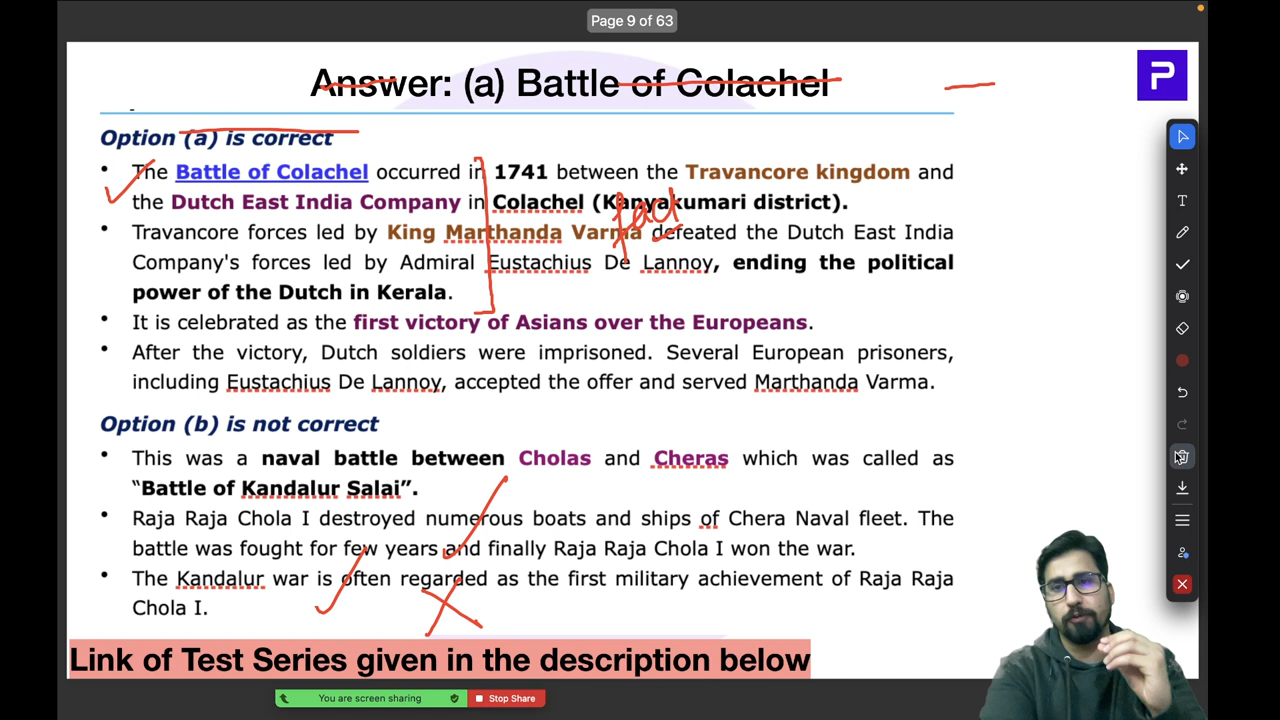 Page 9 of 63
Answer: (a) Battle of Colachel
P
Option (a) is correct
• The Battle of Colachel occurred in 1741 between the Travancore kingdom and
the Dutch East India Company in Colachel (Kanyakumari district).
fact
• Travancore forces led by King Marthanda Varma defeated the Dutch East India
Company's forces led by Admiral Eustachius De Lannoy, ending the political
power of the Dutch in Kerala.
• It is celebrated as the first victory of Asians over the Europeans.
• After the victory, Dutch soldiers were imprisoned. Several European prisoners,
including Eustachius De Lannoy, accepted the offer and served Marthanda Varma.
Option (b) is not correct
• This was a naval battle between Cholas and Cheras which was called as
“Battle of Kandalur Salai”.
• Raja Raja Chola I destroyed numerous boats and ships of Chera Naval fleet. The
battle was fought for few years and finally Raja Raja Chola I won the war.
• The Kandalur war is often regarded as the first military achievement of Raja Raja
Chola I.
Link of Test Series given in the description below
You are screen sharing
Stop Share
T